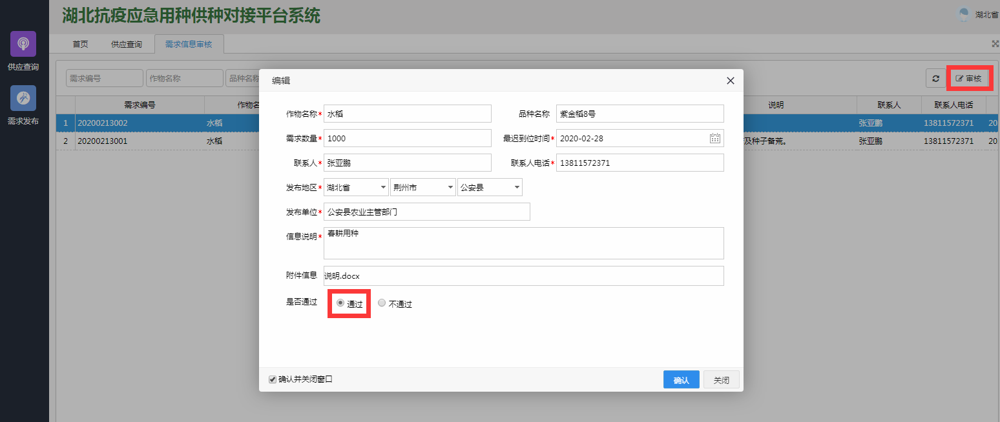 湖北抗疫应急用种供种对接平台系统
湖北省
首页 供应查询 需求信息审核
供应查询
需求发布
需求编号 作物名称 品种名称 审核
需求编号 作物名 说明 联系人 联系人电话
1 20200213002 水稻 张亚鹏 13811572371 20
2 20200213001 水稻 及种子备荒。 张亚鹏 13811572371 20
编辑
作物名称* 水稻 品种名称 紫金稻8号
需求数量* 1000 最迟到位时间* 2020-02-28
联系人* 张亚鹏 联系人电话* 13811572371
发布地区* 湖北省 荆州市 公安县
发布单位* 公安县农业主管部门
信息说明* 春耕用种
附件信息 说明.docx
是否通过 通过 不通过
确认并关闭窗口 确认 关闭